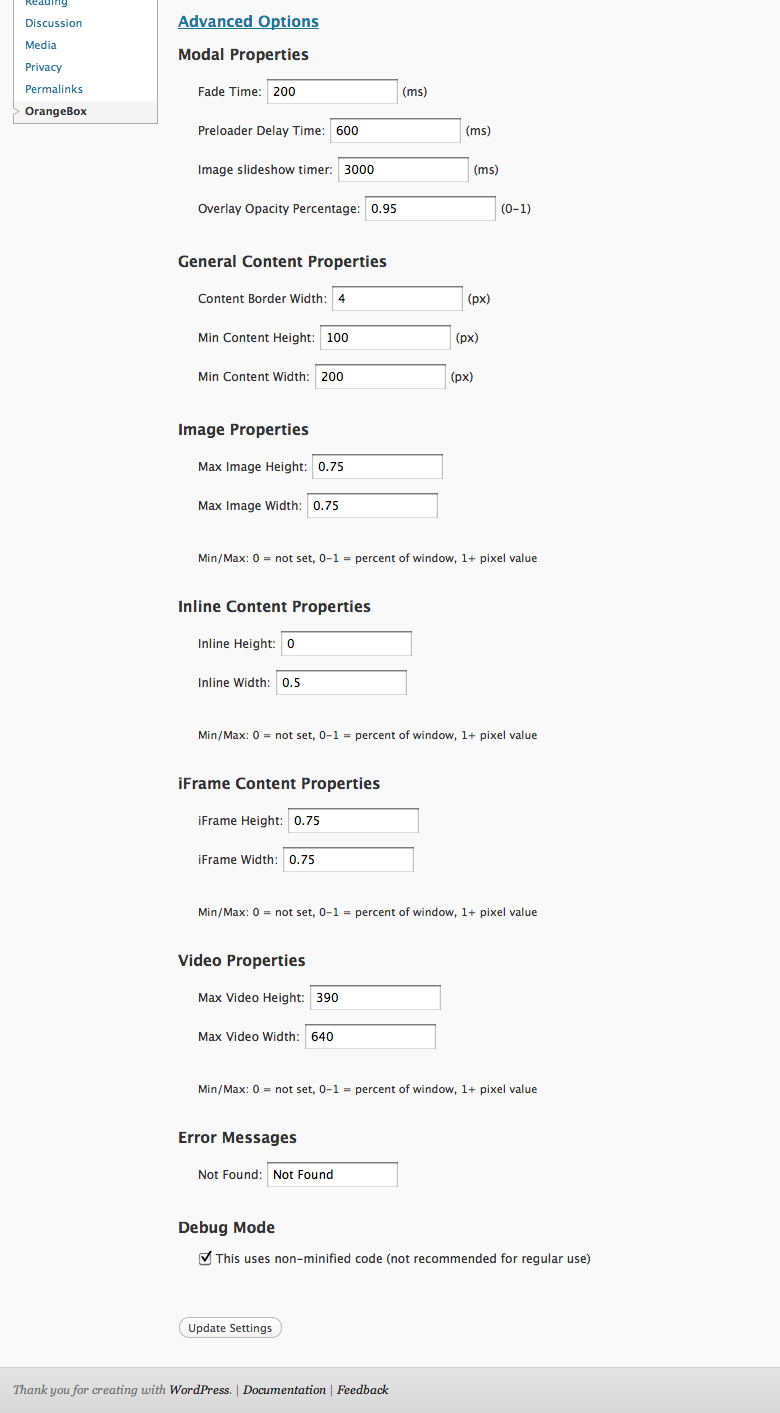 Reading
Discussion
Media
Privacy
Permalinks
OrangeBox
Advanced Options
Modal Properties
Fade Time: 200 (ms)
Preloader Delay Time: 600 (ms)
Image slideshow timer: 3000 (ms)
Overlay Opacity Percentage: 0.95 (0-1)
General Content Properties
Content Border Width: 4 (px)
Min Content Height: 100 (px)
Min Content Width: 200 (px)
Image Properties
Max Image Height: 0.75
Max Image Width: 0.75
Min/Max: 0 = not set, 0-1 = percent of window, 1+ pixel value
Inline Content Properties
Inline Height: 0
Inline Width: 0.5
Min/Max: 0 = not set, 0-1 = percent of window, 1+ pixel value
iFrame Content Properties
iFrame Height: 0.75
iFrame Width: 0.75
Min/Max: 0 = not set, 0-1 = percent of window, 1+ pixel value
Video Properties
Max Video Height: 390
Max Video Width: 640
Min/Max: 0 = not set, 0-1 = percent of window, 1+ pixel value
Error Messages
Not Found: Not Found
Debug Mode
This uses non-minified code (not recommended for regular use)
Update Settings
Thank you for creating with WordPress. | Documentation | Feedback